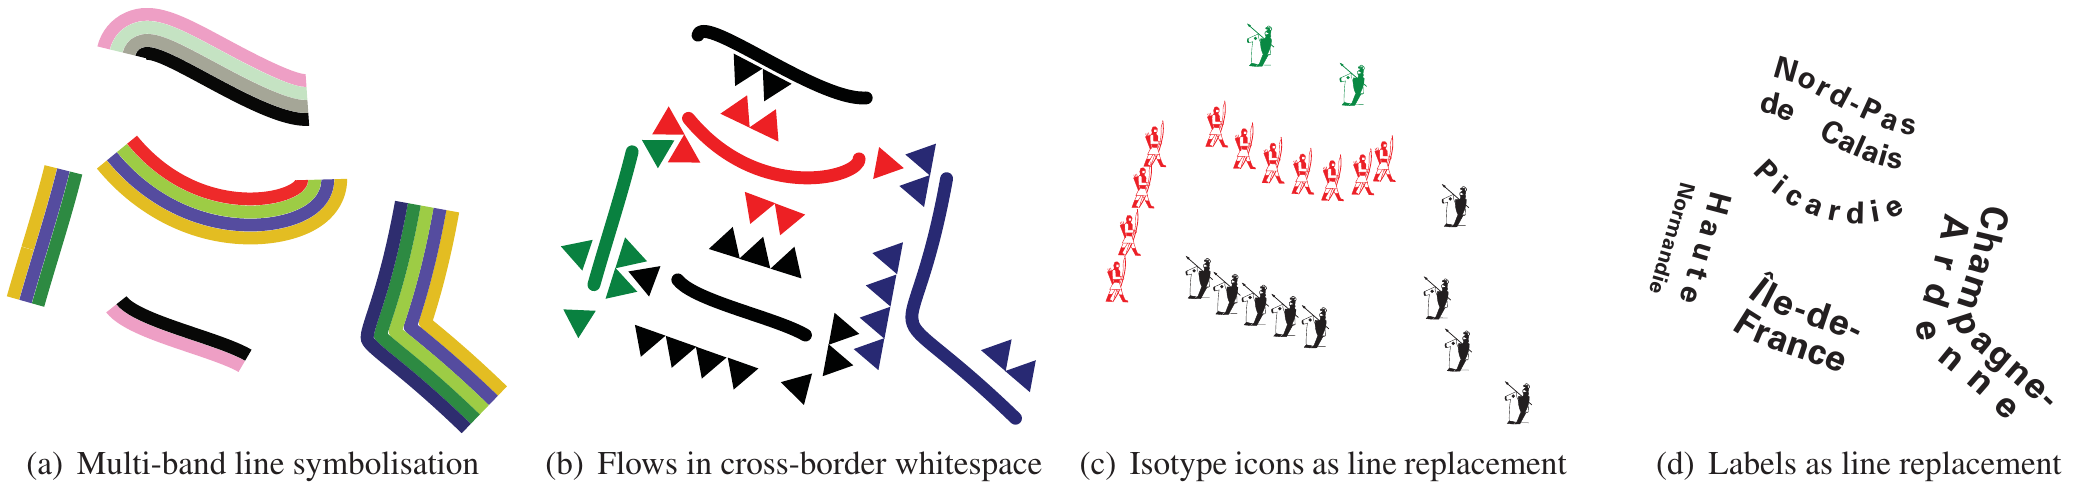 Nord-Pas
de Calais
Picardie
Haute
Normandie
Île-de-
France
Champagne-
Ardenne
(a) Multi-band line symbolisation
(b) Flows in cross-border whitespace
(c) Isotype icons as line replacement
(d) Labels as line replacement